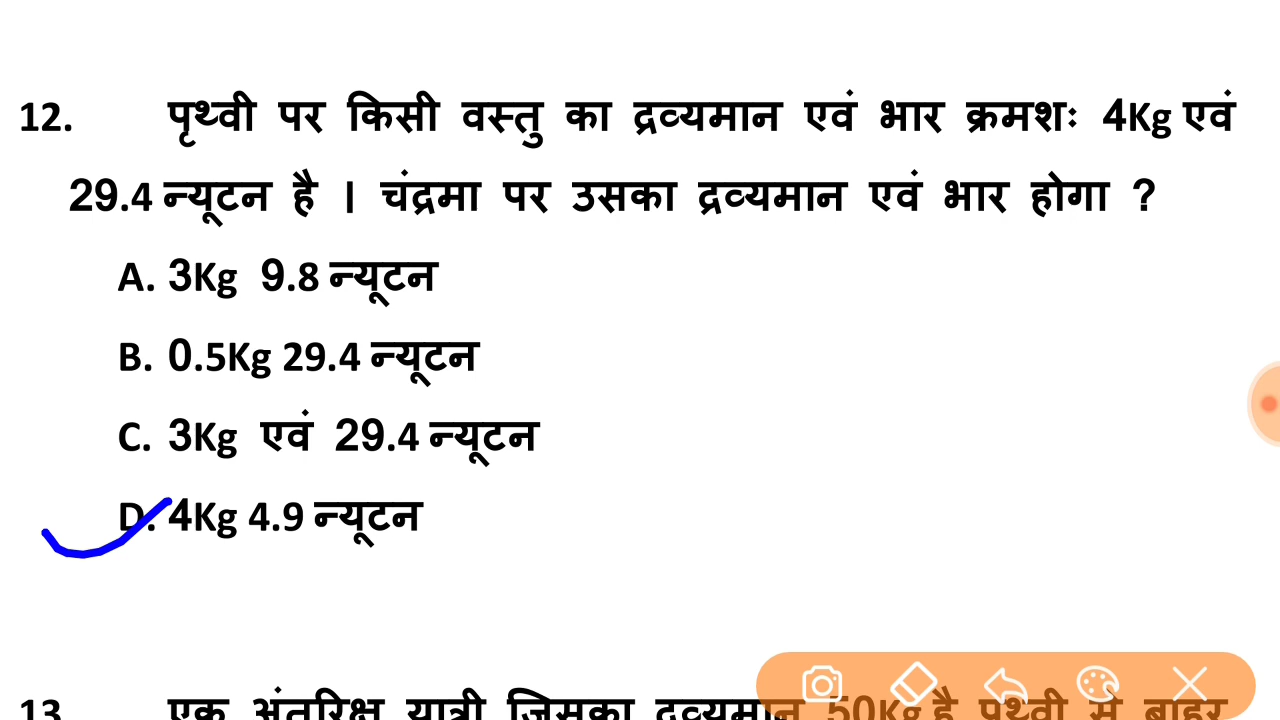 12. पृथ्वी पर किसी वस्तु का द्रव्यमान एवं भार क्रमशः 4Kg एवं
29.4 न्यूटन है । चंद्रमा पर उसका द्रव्यमान एवं भार होगा ?
A. 3Kg 9.8 न्यूटन
B. 0.5Kg 29.4 न्यूटन
C. 3Kg एवं 29.4 न्यूटन
D. 4Kg 4.9 न्यूटन
13. एक अंतरिक्ष यात्री जिसका द्रव्यमान 50Kg है पृथ्वी से बाहर